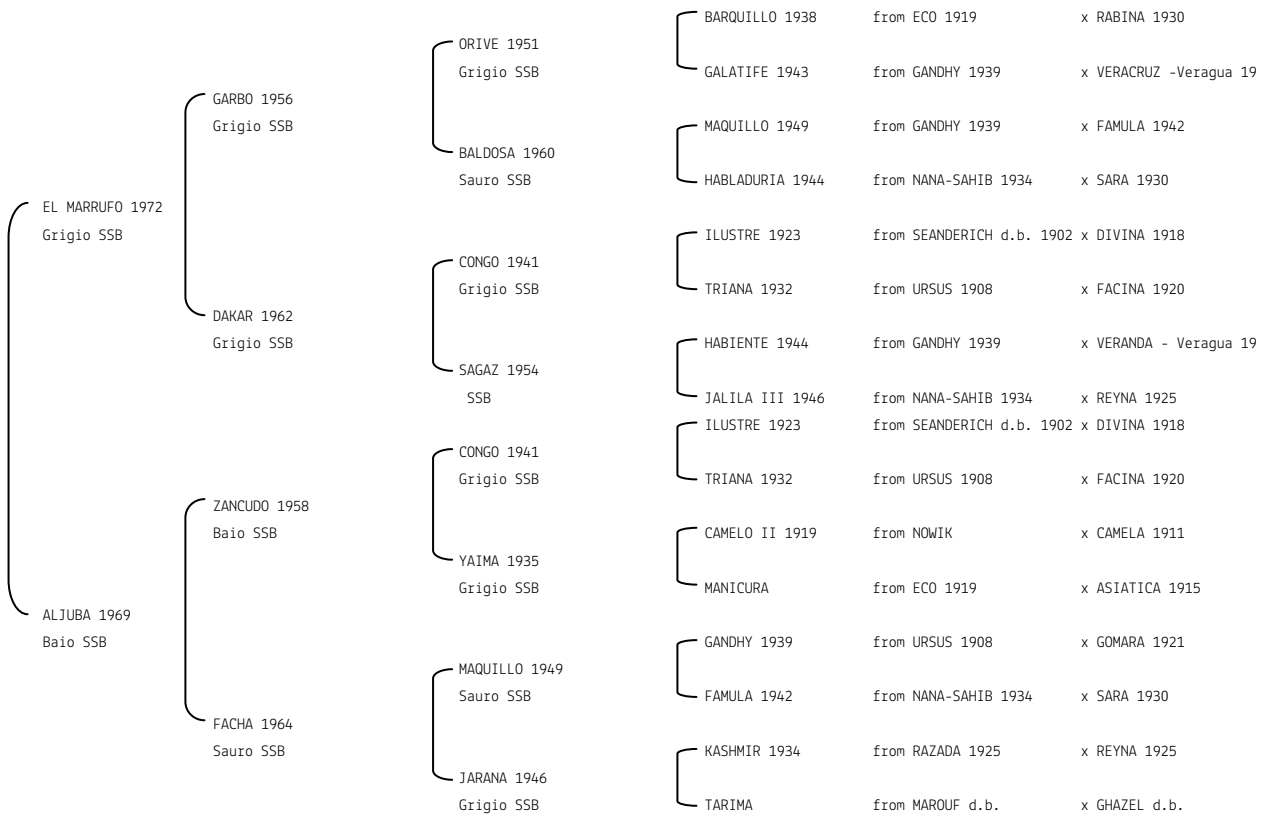 BARQUILLO 1938 from ECO 1919 x RABINA 1930
ORIVE 1951
Grigio SSB GALATIFE 1943 from GANDHY 1939 x VERACRUZ -Veragua 19
GARBO 1956
Grigio SSB MAQUILLO 1949 from GANDHY 1939 x FAMULA 1942
BALDOSA 1960
Sauro SSB HABLADURIA 1944 from NANA-SAHIB 1934 x SARA 1930
EL MARRUFO 1972
Grigio SSB ILUSTRE 1923 from SEANDERICH d.b. 1902 x DIVINA 1918
CONGO 1941
Grigio SSB TRIANA 1932 from URSUS 1908 x FACINA 1920
DAKAR 1962
Grigio SSB HABIENTE 1944 from GANDHY 1939 x VERANDA - Veragua 19
SAGAZ 1954
SSB JALILA III 1946 from NANA-SAHIB 1934 x REYNA 1925
ILUSTRE 1923 from SEANDERICH d.b. 1902 x DIVINA 1918
CONGO 1941
Grigio SSB TRIANA 1932 from URSUS 1908 x FACINA 1920
ZANCUDO 1958
Baio SSB CAMELO II 1919 from NOWIK x CAMELA 1911
YAIMA 1935
Grigio SSB MANICURA from ECO 1919 x ASIATICA 1915
ALJUBA 1969
Baio SSB GANDHY 1939 from URSUS 1908 x GOMARA 1921
MAQUILLO 1949
Sauro SSB FAMULA 1942 from NANA-SAHIB 1934 x SARA 1930
FACHA 1964
Sauro SSB KASHMIR 1934 from RAZADA 1925 x REYNA 1925
JARANA 1946
Grigio SSB TARIMA from MAROUF d.b. x GHAZEL d.b.